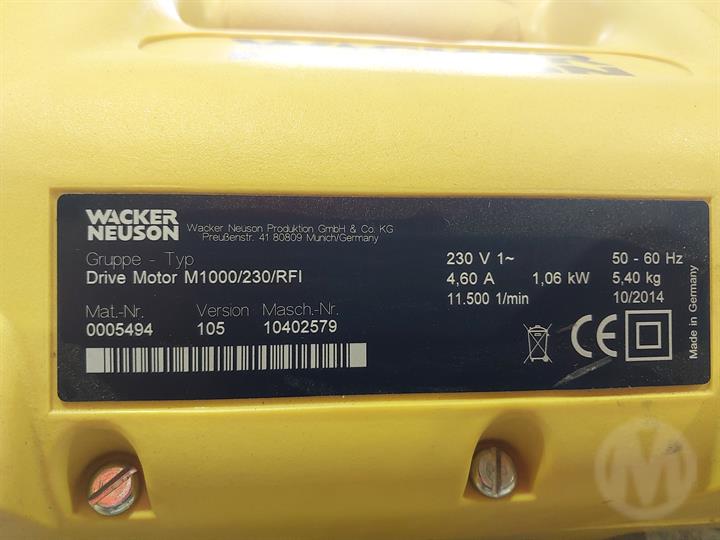 WACKER
NEUSON
Wacker Neuson Produktion GmbH & Co. KG
Preußenstr. 41 80809 Munich/Germany
Gruppe - Typ
Drive Motor M1000/230/RFI
230 V 1~ 50 - 60 Hz
4,60 A 1,06 kW 5,40 kg
11.500 1/min 10/2014
Mat.-Nr. Version Masch.-Nr.
0005494 105 10402579
CE
Made in Germany
M